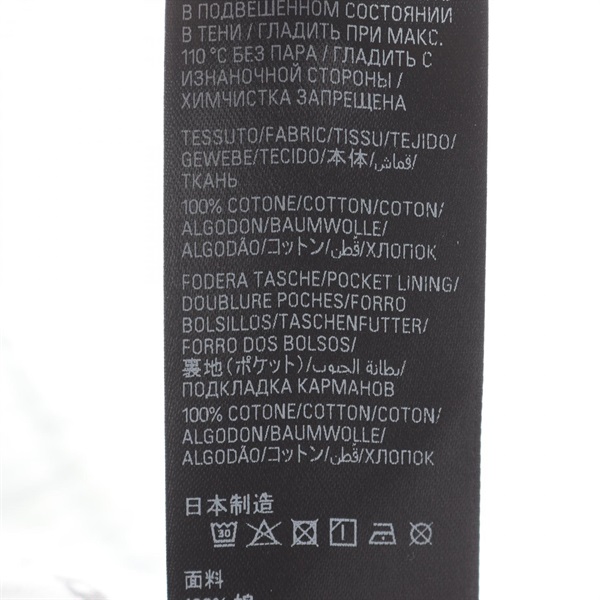 В ПОДВЕШЕННОМ СОСТОЯНИИ
В ТЕНИ / ГЛАДИТЬ ПРИ МАКС.
110 °C БЕЗ ПАРА / ГЛАДИТЬ С
ИЗНАНОЧНОЙ СТОРОНЫ /
ХИМЧИСТКА ЗАПРЕЩЕНА
TESSUTO/FABRIC/TISSU/TEJIDO/
GEWEBE/TECIDO/本体/قماش/
ТКАНЬ
100% COTONE/COTTON/COTON/
ALGODON/BAUMWOLLE/
ALGODÃO/コットン/قُطن/ХЛОПОК
FODERA TASCHE/POCKET LINING/
DOUBLURE POCHES/FORRO
BOLSILLOS/TASCHENFUTTER/
FORRO DOS BOLSOS/
裏地(ポケット)/بطانة الجيوب/
ПОДКЛАДКА КАРМАНОВ
100% COTONE/COTTON/COTON/
ALGODON/BAUMWOLLE/
ALGODÃO/コットン/قُطن/ХЛОПОК
日本制造
30
面料